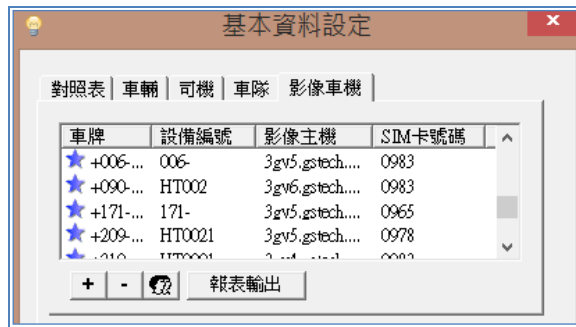 基本資料設定
對照表 車輛 司機 車隊 影像車機
車牌 設備編號 影像主機 SIM卡號碼
+006-... 006- 3gv5.gstech.... 0983
+090-... HT002 3gv6.gstech.... 0983
+171-... 171- 3gv5.gstech.... 0965
+209-... HT0021 3gv5.gstech.... 0978
+ - 報表輸出